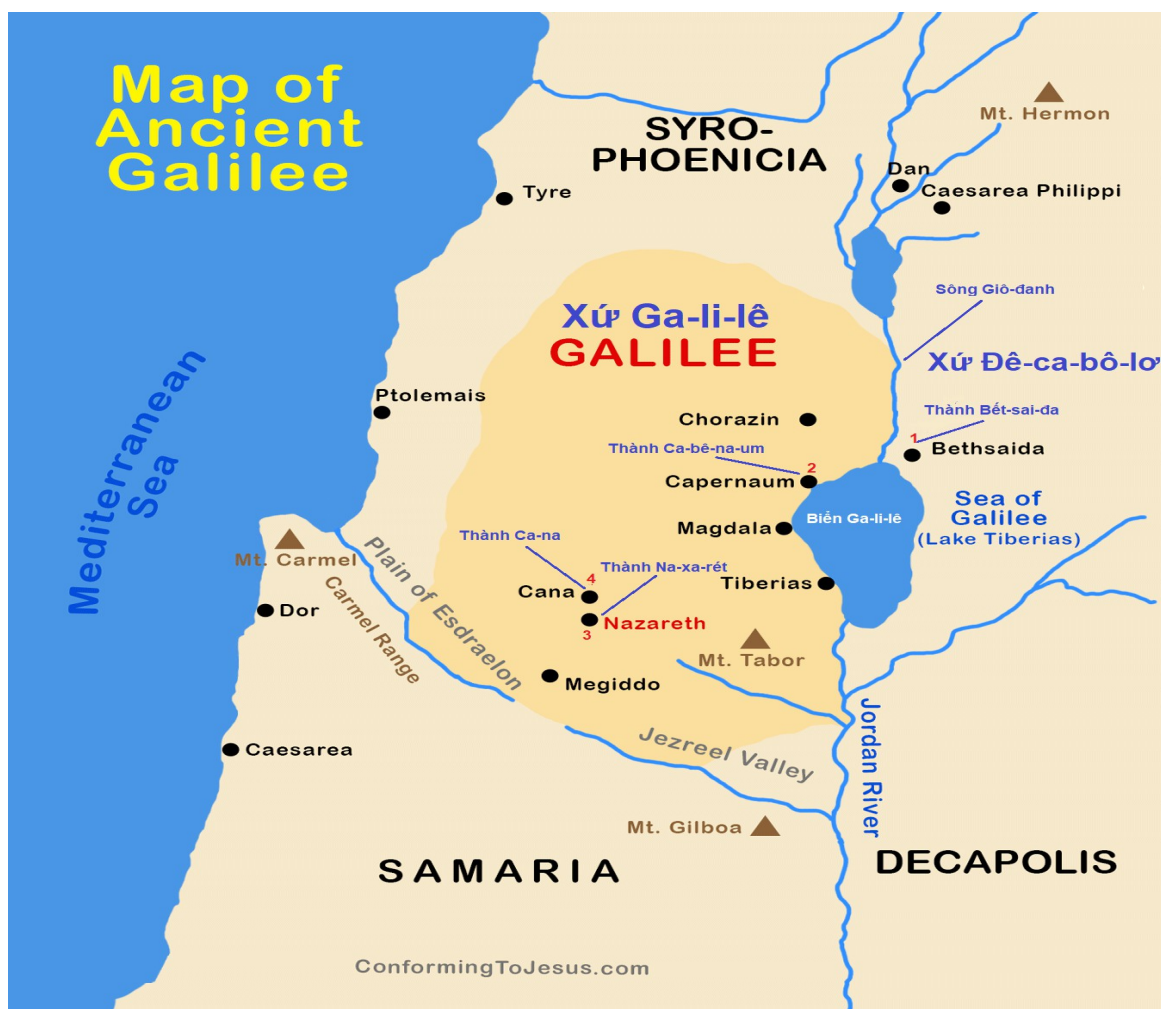 Map of
Ancient
Galilee
Mt. Hermon
SYRO-
PHOENICIA
Dan
Caesarea Philippi
Tyre
Sông Giô-đanh
Xứ Ga-li-lê
GALILEE
Xứ Đê-ca-bô-lơ
Mediterranean
Sea
Ptolemais
Thành Bết-sai-đa
Chorazin
1
Bethsaida
Thành Ca-bê-na-um
2
Capernaum
Sea of
Galilee
(Lake Tiberias)
Biển Ga-li-lê
Magdala
Thành Ca-na
Thành Na-xa-rét
Mt. Carmel
Plain of Esdraelon
4
Cana
Tiberias
Dor
Carmel Range
3
Nazareth
Mt. Tabor
Megiddo
Jordan River
Caesarea
Jezreel Valley
Mt. Gilboa
SAMARIA
DECAPOLIS
ConformingToJesus.com